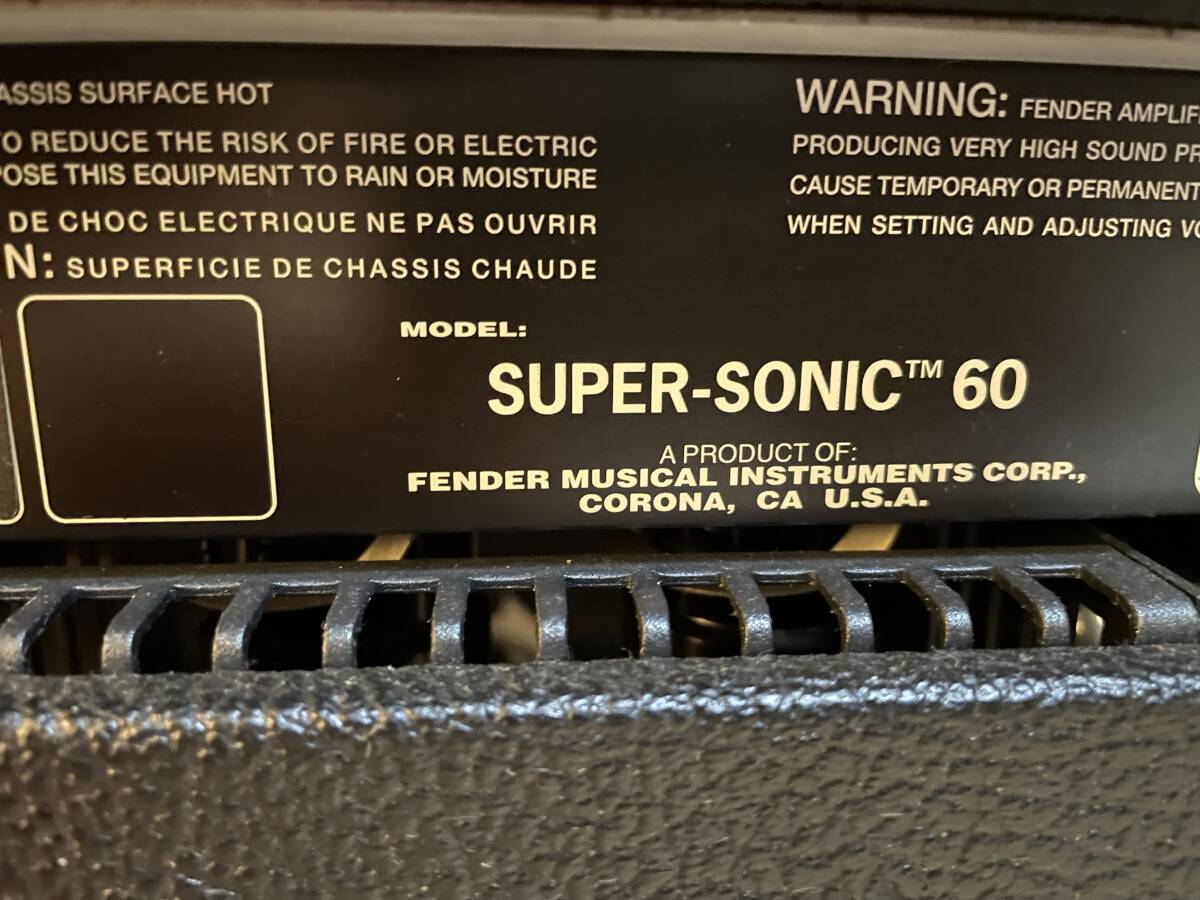 ASSIS SURFACE HOT
O REDUCE THE RISK OF FIRE OR ELECTRIC
POSE THIS EQUIPMENT TO RAIN OR MOISTURE
DE CHOC ELECTRIQUE NE PAS OUVRIR
N: SUPERFICIE DE CHASSIS CHAUDE
WARNING: FENDER AMPLIF
PRODUCING VERY HIGH SOUND PR
CAUSE TEMPORARY OR PERMANENT
WHEN SETTING AND ADJUSTING VO
MODEL:
SUPER-SONIC™ 60
A PRODUCT OF:
FENDER MUSICAL INSTRUMENTS CORP.,
CORONA, CA U.S.A.